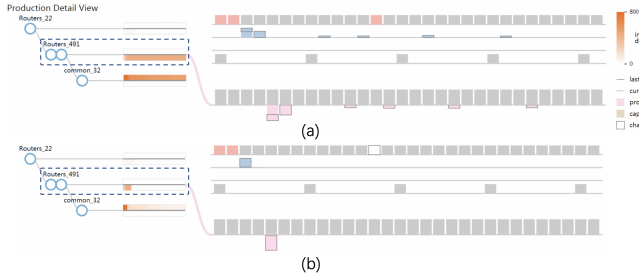 Production Detail View
Routers_22
Routers_491
common_32
(a)
800
0
last
cur
pro
cap
cha
Routers_22
Routers_491
common_32
(b)